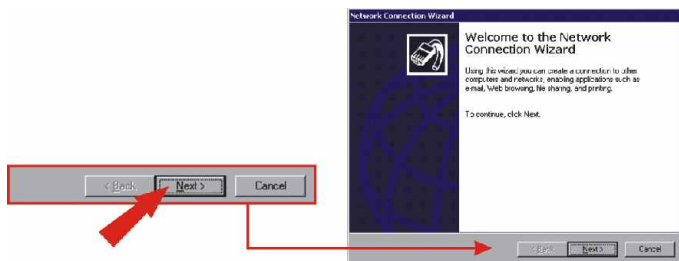 Network Connection Wizard
Welcome to the Network
Connection Wizard
Using this wizard you can create a connection to other
computers and networks, enabling applications such as
e-mail, Web browsing, file sharing, and printing.
To continue, click Next.
< Back Next > Cancel
< Back Next > Cancel